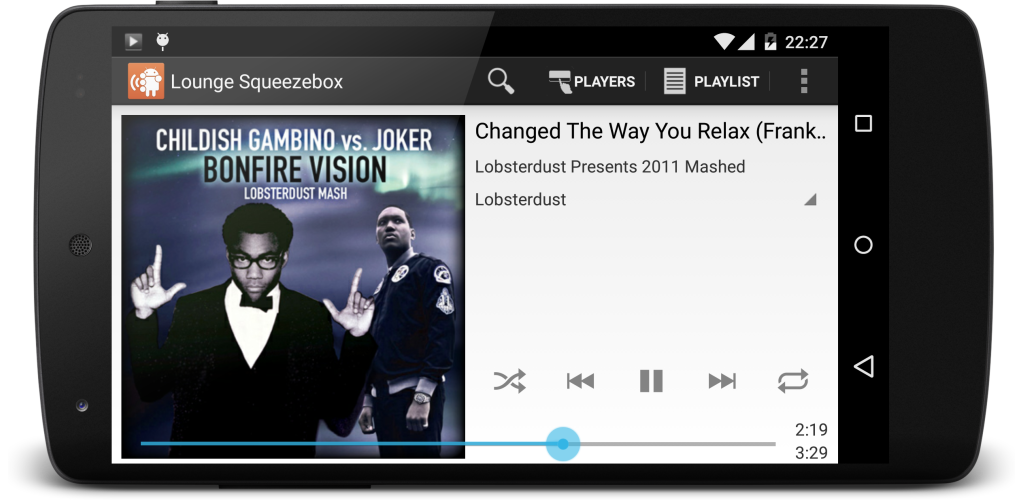 22:27
Lounge Squeezebox
PLAYERS
PLAYLIST
CHILDISH GAMBINO vs. JOKER
BONFIRE VISION
LOBSTERDUST MASH
Changed The Way You Relax (Frank..
Lobsterdust Presents 2011 Mashed
Lobsterdust
2:19
3:29